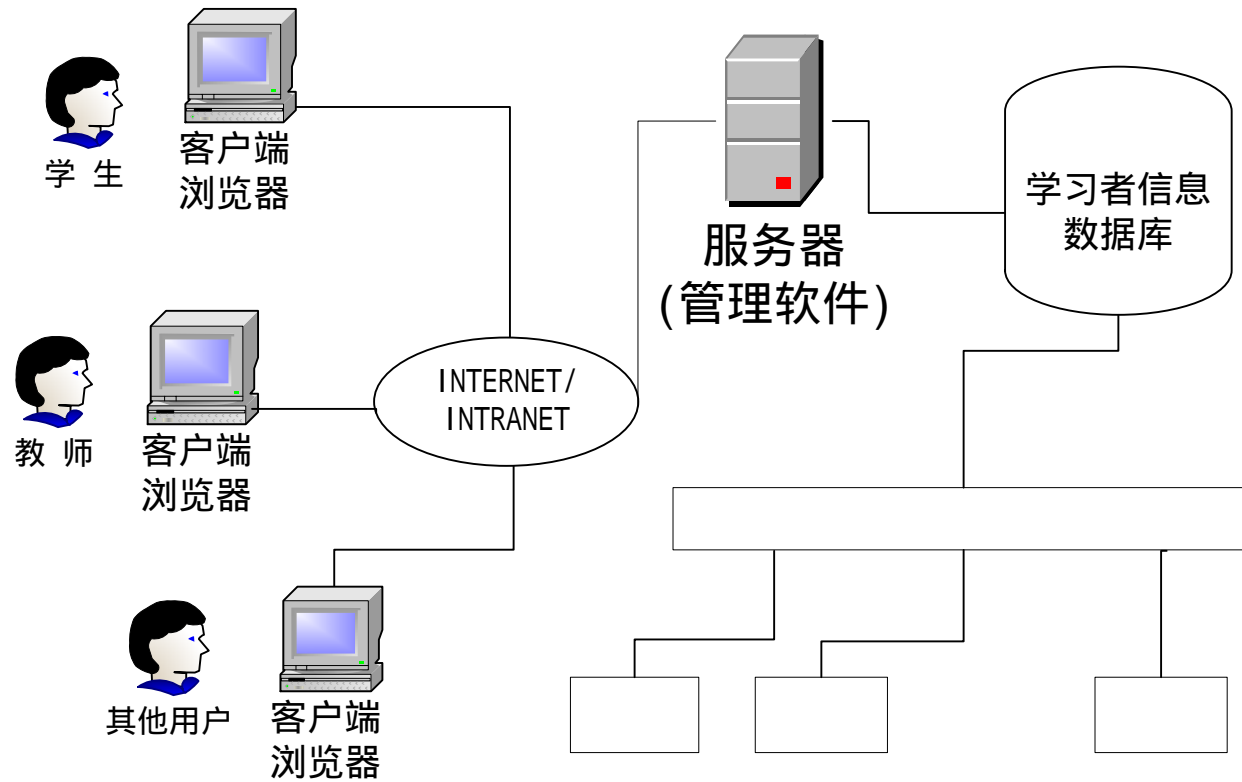 学 生
客户端
浏览器
服务器
(管理软件)
学习者信息
数据库
教 师
客户端
浏览器
INTERNET/
INTRANET
其他用户
客户端
浏览器